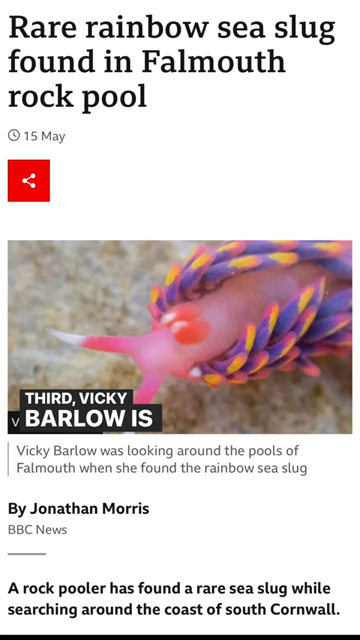 Rare rainbow sea slug
found in Falmouth
rock pool
15 May
THIRD, VICKY
V
BARLOW IS
Vicky Barlow was looking around the pools of
Falmouth when she found the rainbow sea slug
By Jonathan Morris
BBC News
A rock pooler has found a rare sea slug while
searching around the coast of south Cornwall.